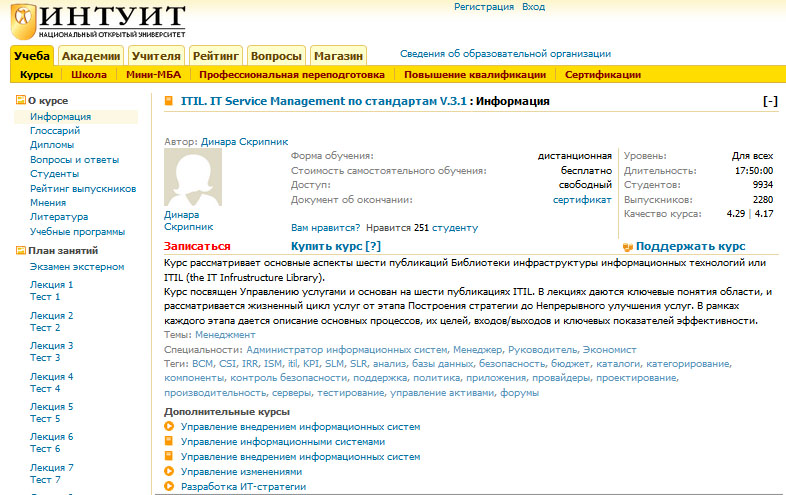 ИНТУИТ
НАЦИОНАЛЬНЫЙ ОТКРЫТЫЙ УНИВЕРСИТЕТ
Регистрация Вход
Учеба Академии Учителя Рейтинг Вопросы Магазин Сведения об образовательной организации
Курсы Школа Мини-МБА Профессиональная переподготовка Повышение квалификации Сертификации
О курсе
Информация
Глоссарий
Дипломы
Вопросы и ответы
Студенты
Рейтинг выпускников
Мнения
Литература
Учебные программы
План занятий
Экзамен экстерном
Лекция 1
Тест 1
Лекция 2
Тест 2
Лекция 3
Тест 3
Лекция 4
Тест 4
Лекция 5
Тест 5
Лекция 6
Тест 6
Лекция 7
Тест 7
ITIL. IT Service Management по стандартам V.3.1 : Информация [-]
Автор: Динара Скрипник
Динара
Скрипник
Форма обучения: дистанционная
Стоимость самостоятельного обучения: бесплатно
Доступ: свободный
Документ об окончании: сертификат
Вам нравится? Нравится 251 студенту
Уровень: Для всех
Длительность: 17:50:00
Студентов: 9934
Выпускников: 2280
Качество курса: 4.29 | 4.17
Записаться Купить курс [?] Поддержать курс
Курс рассматривает основные аспекты шести публикаций Библиотеки инфраструктуры информационных технологий или
ITIL (the IT Infrustructure Library).
Курс посвящен Управлению услугами и основан на шести публикациях ITIL. В лекциях даются ключевые понятия области, и
рассматривается жизненный цикл услуг от этапа Построения стратегии до Непрерывного улучшения услуг. В рамках
каждого этапа дается описание основных процессов, их целей, входов/выходов и ключевых показателей эффективности.
Темы: Менеджмент
Специальности: Администратор информационных систем, Менеджер, Руководитель, Экономист
Теги: BCM, CSI, IRR, ISM, itil, KPI, SLM, SLR, анализ, базы данных, безопасность, бюджет, каталоги, категорирование,
компоненты, контроль безопасности, поддержка, политика, приложения, провайдеры, проектирование,
производительность, серверы, тестирование, управление активами, форумы
Дополнительные курсы
Управление внедрением информационных систем
Управление информационными системами
Управление внедрением информационных систем
Управление изменениями
Разработка ИТ-стратегии